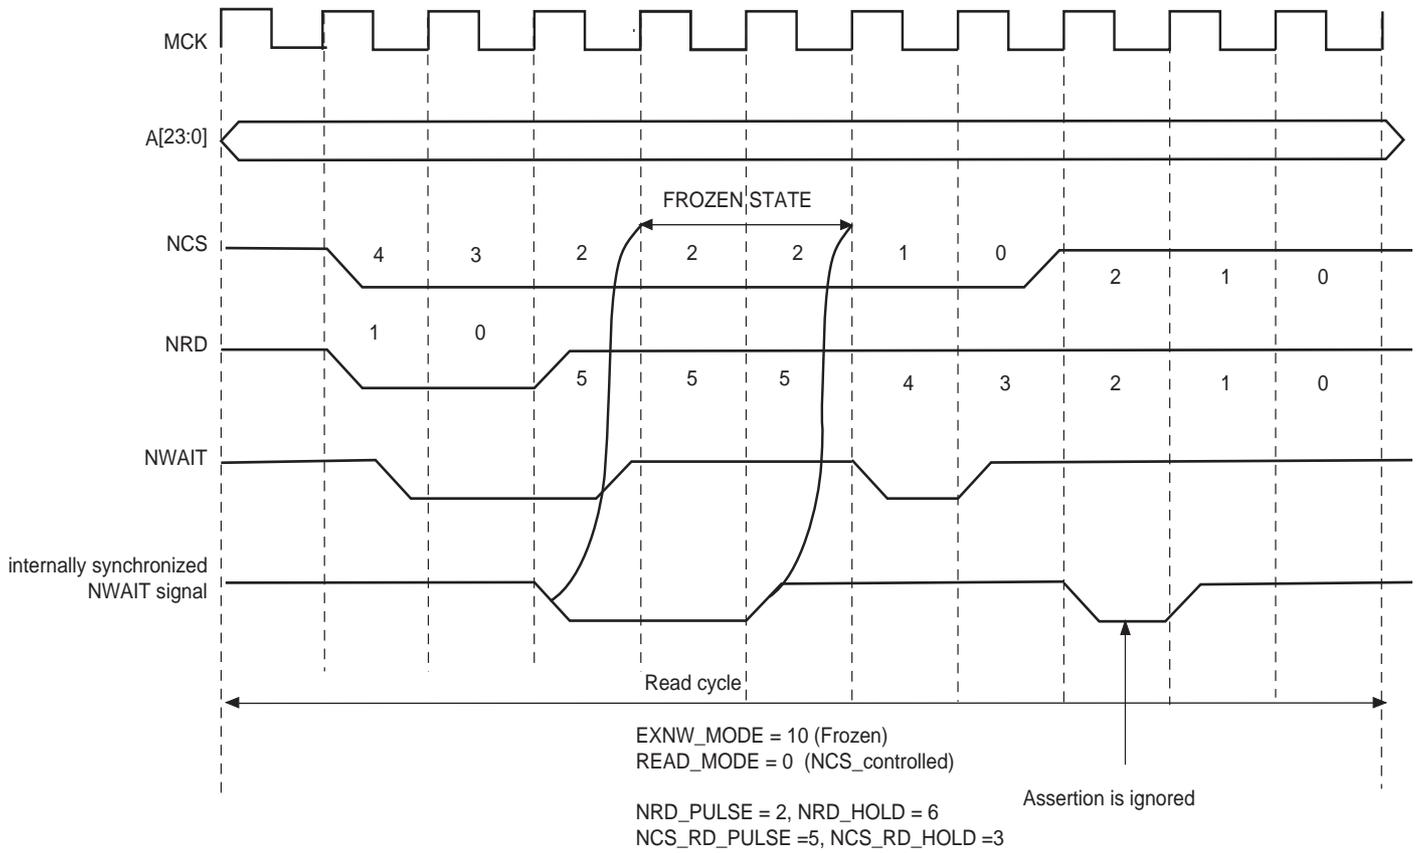 MCK
A[23:0]
FROZEN STATE
NCS
4 3 2 2 2 1 0
2 1 0
1 0
NRD
5 5 5 4 3 2 1 0
NWAIT
internally synchronized
NWAIT signal
Read cycle
EXNW_MODE = 10 (Frozen)
READ_MODE = 0 (NCS_controlled)
Assertion is ignored
NRD_PULSE = 2, NRD_HOLD = 6
NCS_RD_PULSE =5, NCS_RD_HOLD =3